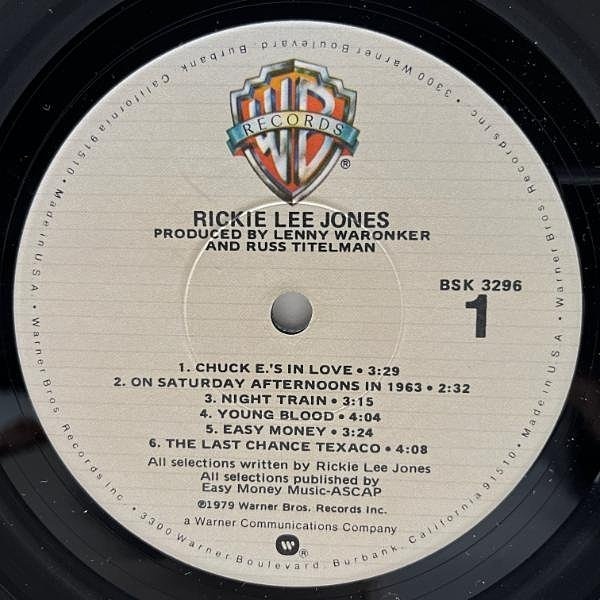 WB
RECORDS
®
RICKIE LEE JONES
PRODUCED BY LENNY WARONKER
AND RUSS TITELMAN
BSK 3296
1
1. CHUCK E.'S IN LOVE • 3:29
2. ON SATURDAY AFTERNOONS IN 1963 • 2:32
3. NIGHT TRAIN • 3:15
4. YOUNG BLOOD • 4:04
5. EASY MONEY • 3:24
6. THE LAST CHANCE TEXACO • 4:08
All selections written by Rickie Lee Jones
All selections published by
Easy Money Music-ASCAP
℗1979 Warner Bros. Records Inc.
a Warner Communications Company
W ®
Warner Bros Records Inc • 3300 Warner Boulevard, Burbank, California 91510 • Made in U.S.A. • Warner Bros Records Inc • 3300 Warner Boulevard, Burbank, California 91510 • Made in U.S.A. •